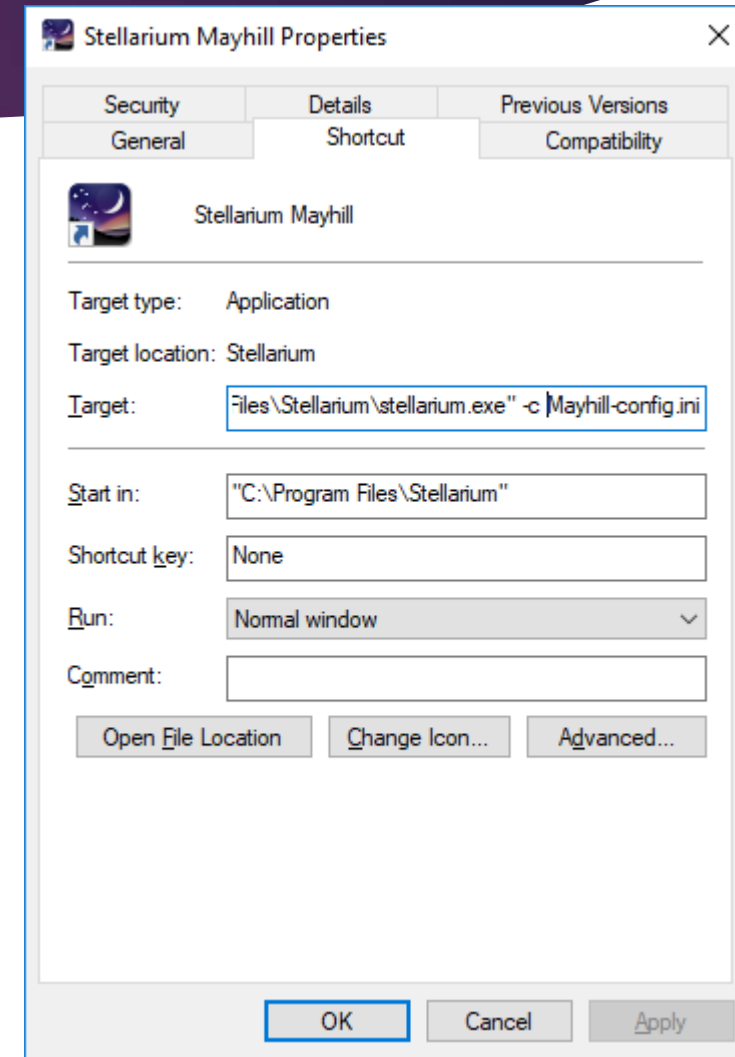 Stellarium Mayhill Properties
Security Details Previous Versions
General Shortcut Compatibility
Stellarium Mayhill
Target type: Application
Target location: Stellarium
Target: Files\Stellarium\stellarium.exe" -c Mayhill-config.ini
Start in: "C:\Program Files\Stellarium"
Shortcut key: None
Run: Normal window
Comment:
Open File Location Change Icon... Advanced...
OK Cancel Apply